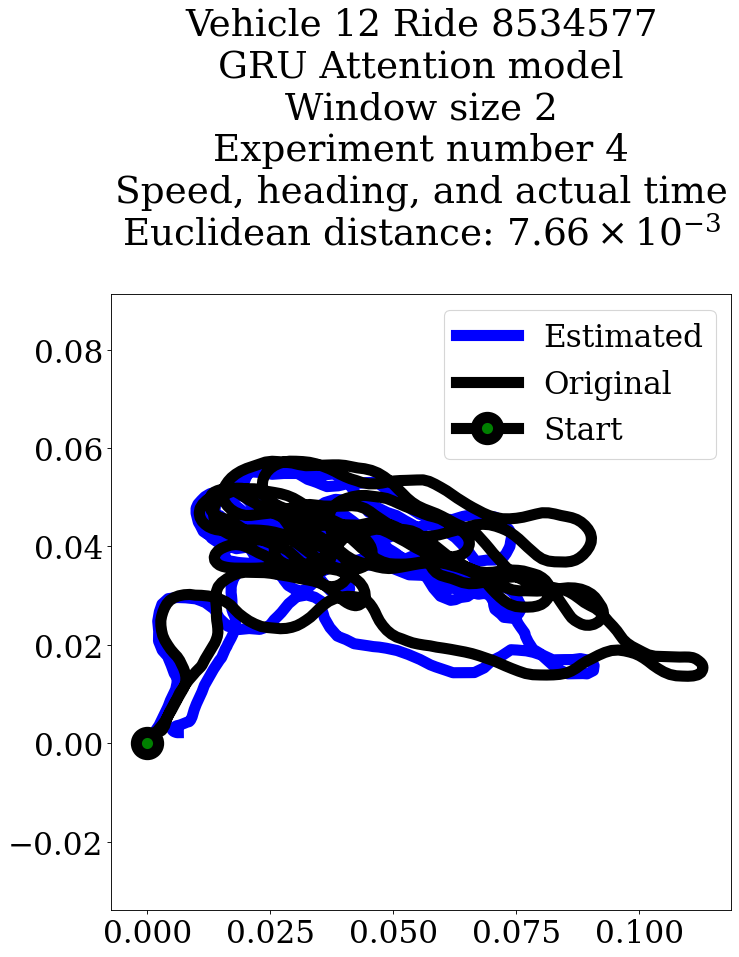 Vehicle 12 Ride 8534577
GRU Attention model
Window size 2
Experiment number 4
Speed, heading, and actual time
Euclidean distance: 7.66 × 10⁻³
Estimated
Original
Start
0.08
0.06
0.04
0.02
0.00
−0.02
0.000 0.025 0.050 0.075 0.100